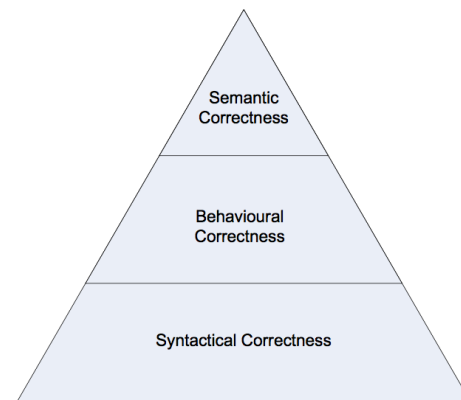 Semantic
Correctness
Behavioural
Correctness
Syntactical Correctness